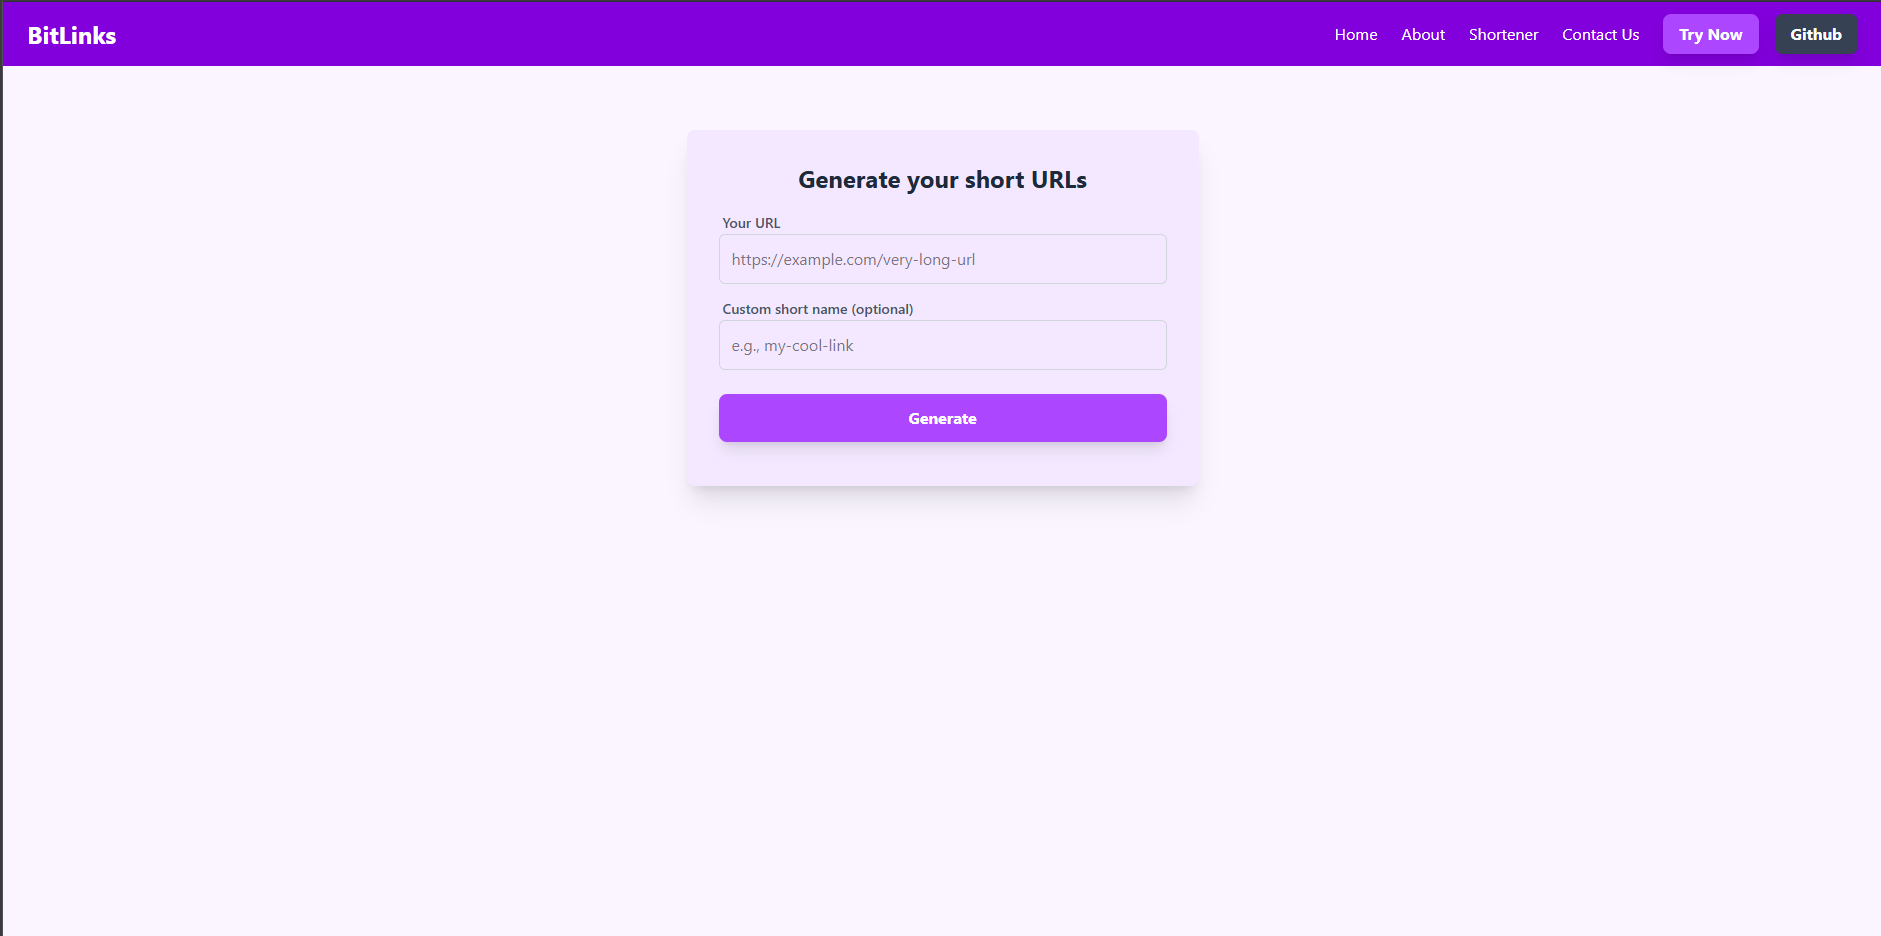 BitLinks
Home About Shortener Contact Us Try Now Github
Generate your short URLs
Your URL
https://example.com/very-long-url
Custom short name (optional)
e.g., my-cool-link
Generate